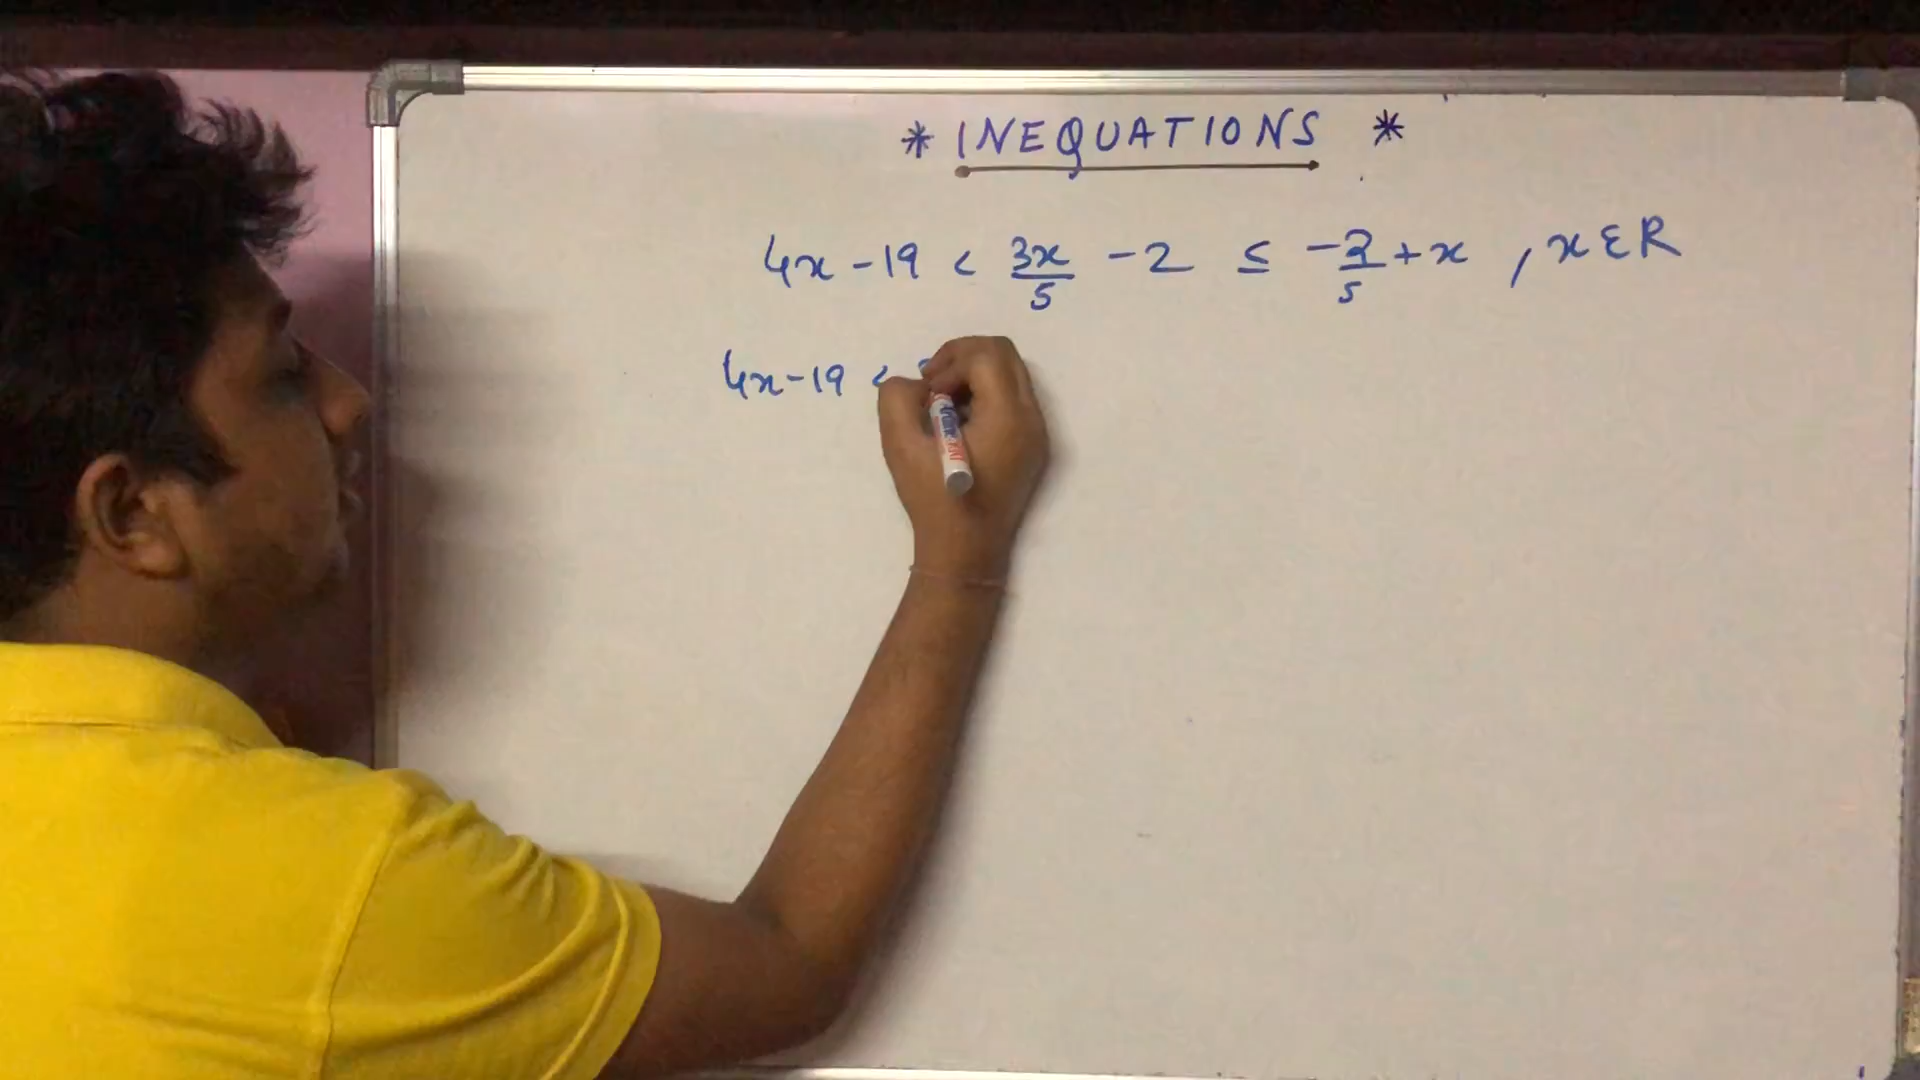 * INEQUATIONS *
4x - 19 < 3x/5 - 2 ≤ -2/5 + x , x ∈ R
4x - 19 <